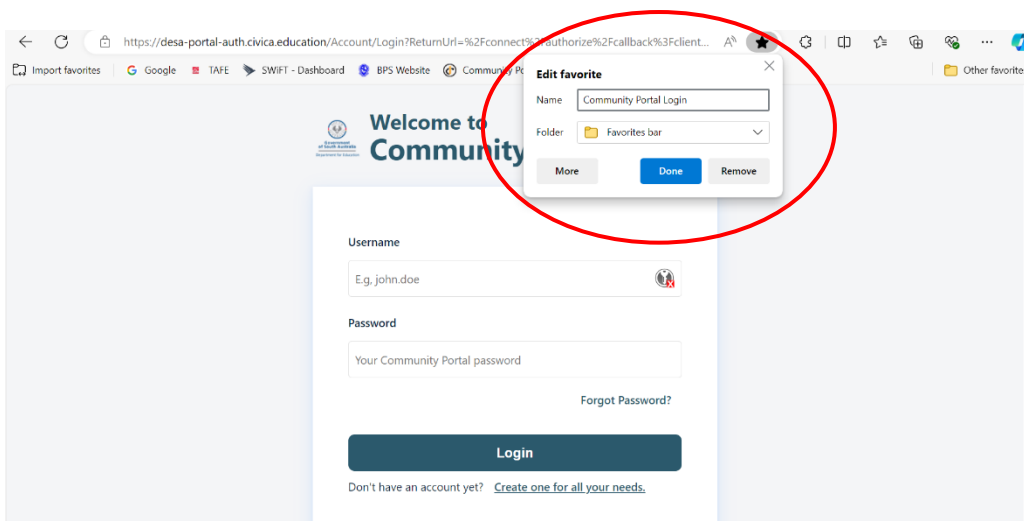 https://desa-portal-auth.civica.education/Account/Login?ReturnUrl=%2Fconnect%2Fauthorize%2Fcallback%3Fclient...
Import favorites
Google
TAFE
SWIFT - Dashboard
BPS Website
Community Po
Other favorite
Edit favorite
Name
Community Portal Login
Folder
Favorites bar
More
Done
Remove
Welcome to
Community
Government
of South Australia
Department for Education
Username
E.g, john.doe
Password
Your Community Portal password
Forgot Password?
Login
Don't have an account yet? Create one for all your needs.